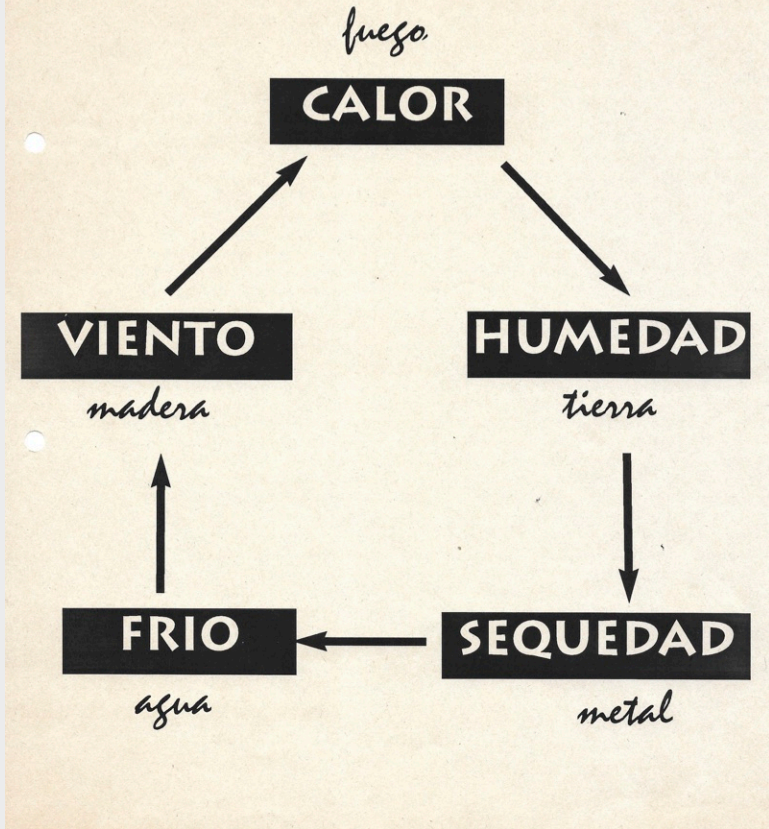 fuego
CALOR
VIENTO
HUMEDAD
madera
tierra
FRIO
SEQUEDAD
agua
metal